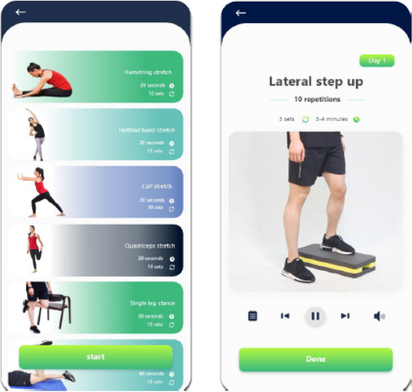 Hamstring stretch
20 seconds
10 sets
Iliotibial band stretch
20 seconds
10 sets
Calf stretch
20 seconds
10 sets
Quadriceps stretch
20 seconds
10 sets
Single leg stance
20 seconds
10 sets
30 seconds
start
10 sets
Day 1
Lateral step up
10 repetitions
3 sets
3-4 minutes
Done